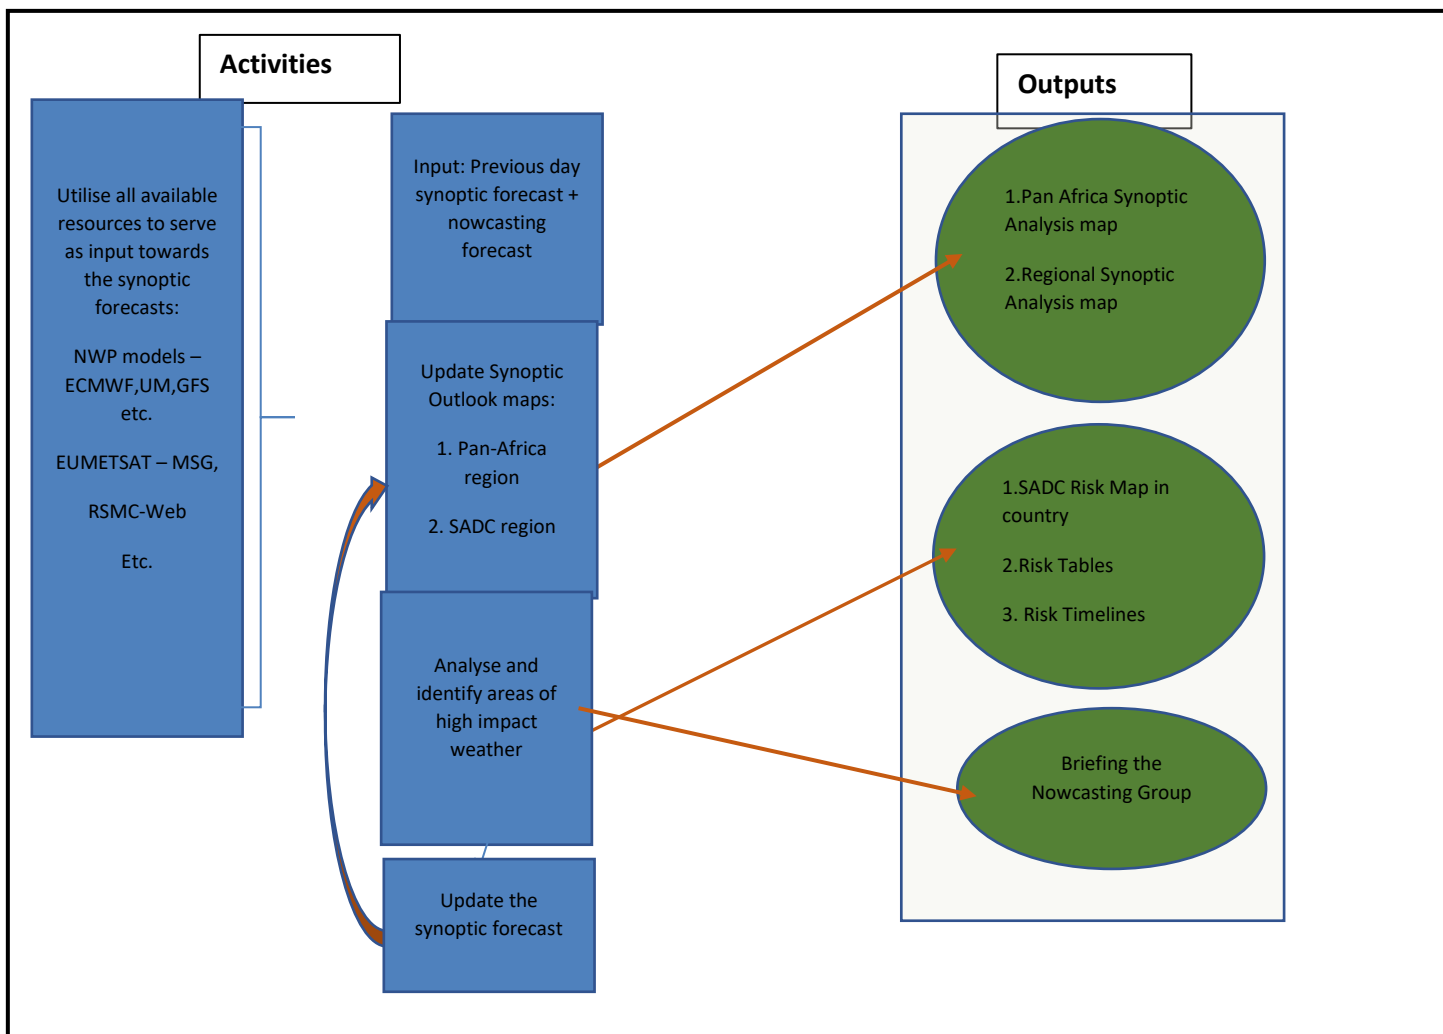 Activities
Outputs
Utilise all available
resources to serve
as input towards
the synoptic
forecasts:
NWP models –
ECMWF,UM,GFS
etc.
EUMETSAT – MSG,
RSMC-Web
Etc.
Input: Previous day
synoptic forecast +
nowcasting
forecast
Update Synoptic
Outlook maps:
1. Pan-Africa
region
2. SADC region
Analyse and
identify areas of
high impact
weather
Update the
synoptic forecast
1.Pan Africa Synoptic
Analysis map
2.Regional Synoptic
Analysis map
1.SADC Risk Map in
country
2.Risk Tables
3. Risk Timelines
Briefing the
Nowcasting Group